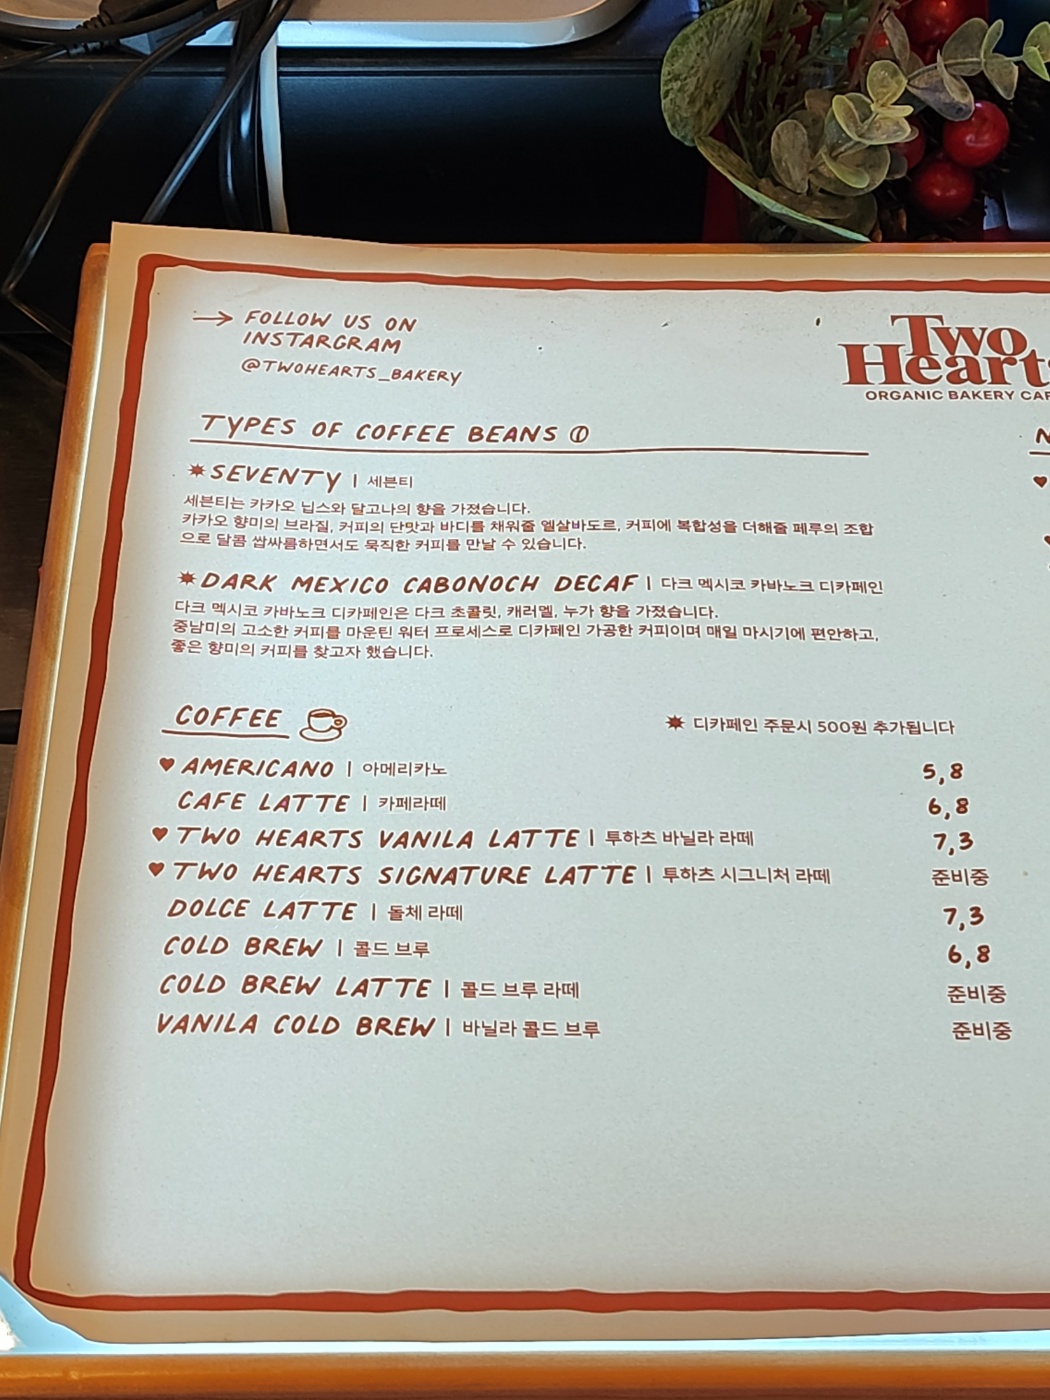 → FOLLOW US ON
INSTARGRAM
@TWOHEARTS_BAKERY
Two
Heart
ORGANIC BAKERY
TYPES OF COFFEE BEANS
SEVENTY | 세븐티
세븐티는 카카오 닙스와 달고나의 향을 가졌습니다.
카카오 향미의 브라질, 커피의 단맛과 바디를 채워줄 엘살바도르, 커피에 복합성을 더해줄 페루의 조합
으로 달콤 쌉싸름하면서도 묵직한 커피를 만날 수 있습니다.
DARK MEXICO CABONOCH DECAF | 다크 멕시코 카바노크 디카페인
다크 멕시코 카바노크 디카페인은 다크 초콜릿, 캐러멜, 누가 향을 가졌습니다.
중남미의 고소한 커피를 마운틴 워터 프로세스로 디카페인 가공한 커피이며 매일 마시기에 편안하고,
좋은 향미의 커피를 찾고자 했습니다.
COFFEE
디카페인 주문시 500원 추가됩니다
♥ AMERICANO | 아메리카노 5,8
CAFE LATTE | 카페라떼 6,8
♥ TWO HEARTS VANILA LATTE | 투하츠 바닐라 라떼 7,3
♥ TWO HEARTS SIGNATURE LATTE | 투하츠 시그니처 라떼 준비중
DOLCE LATTE | 돌체 라떼 7,3
COLD BREW | 콜드 브루 6,8
COLD BREW LATTE | 콜드 브루 라떼 준비중
VANILA COLD BREW | 바닐라 콜드 브루 준비중